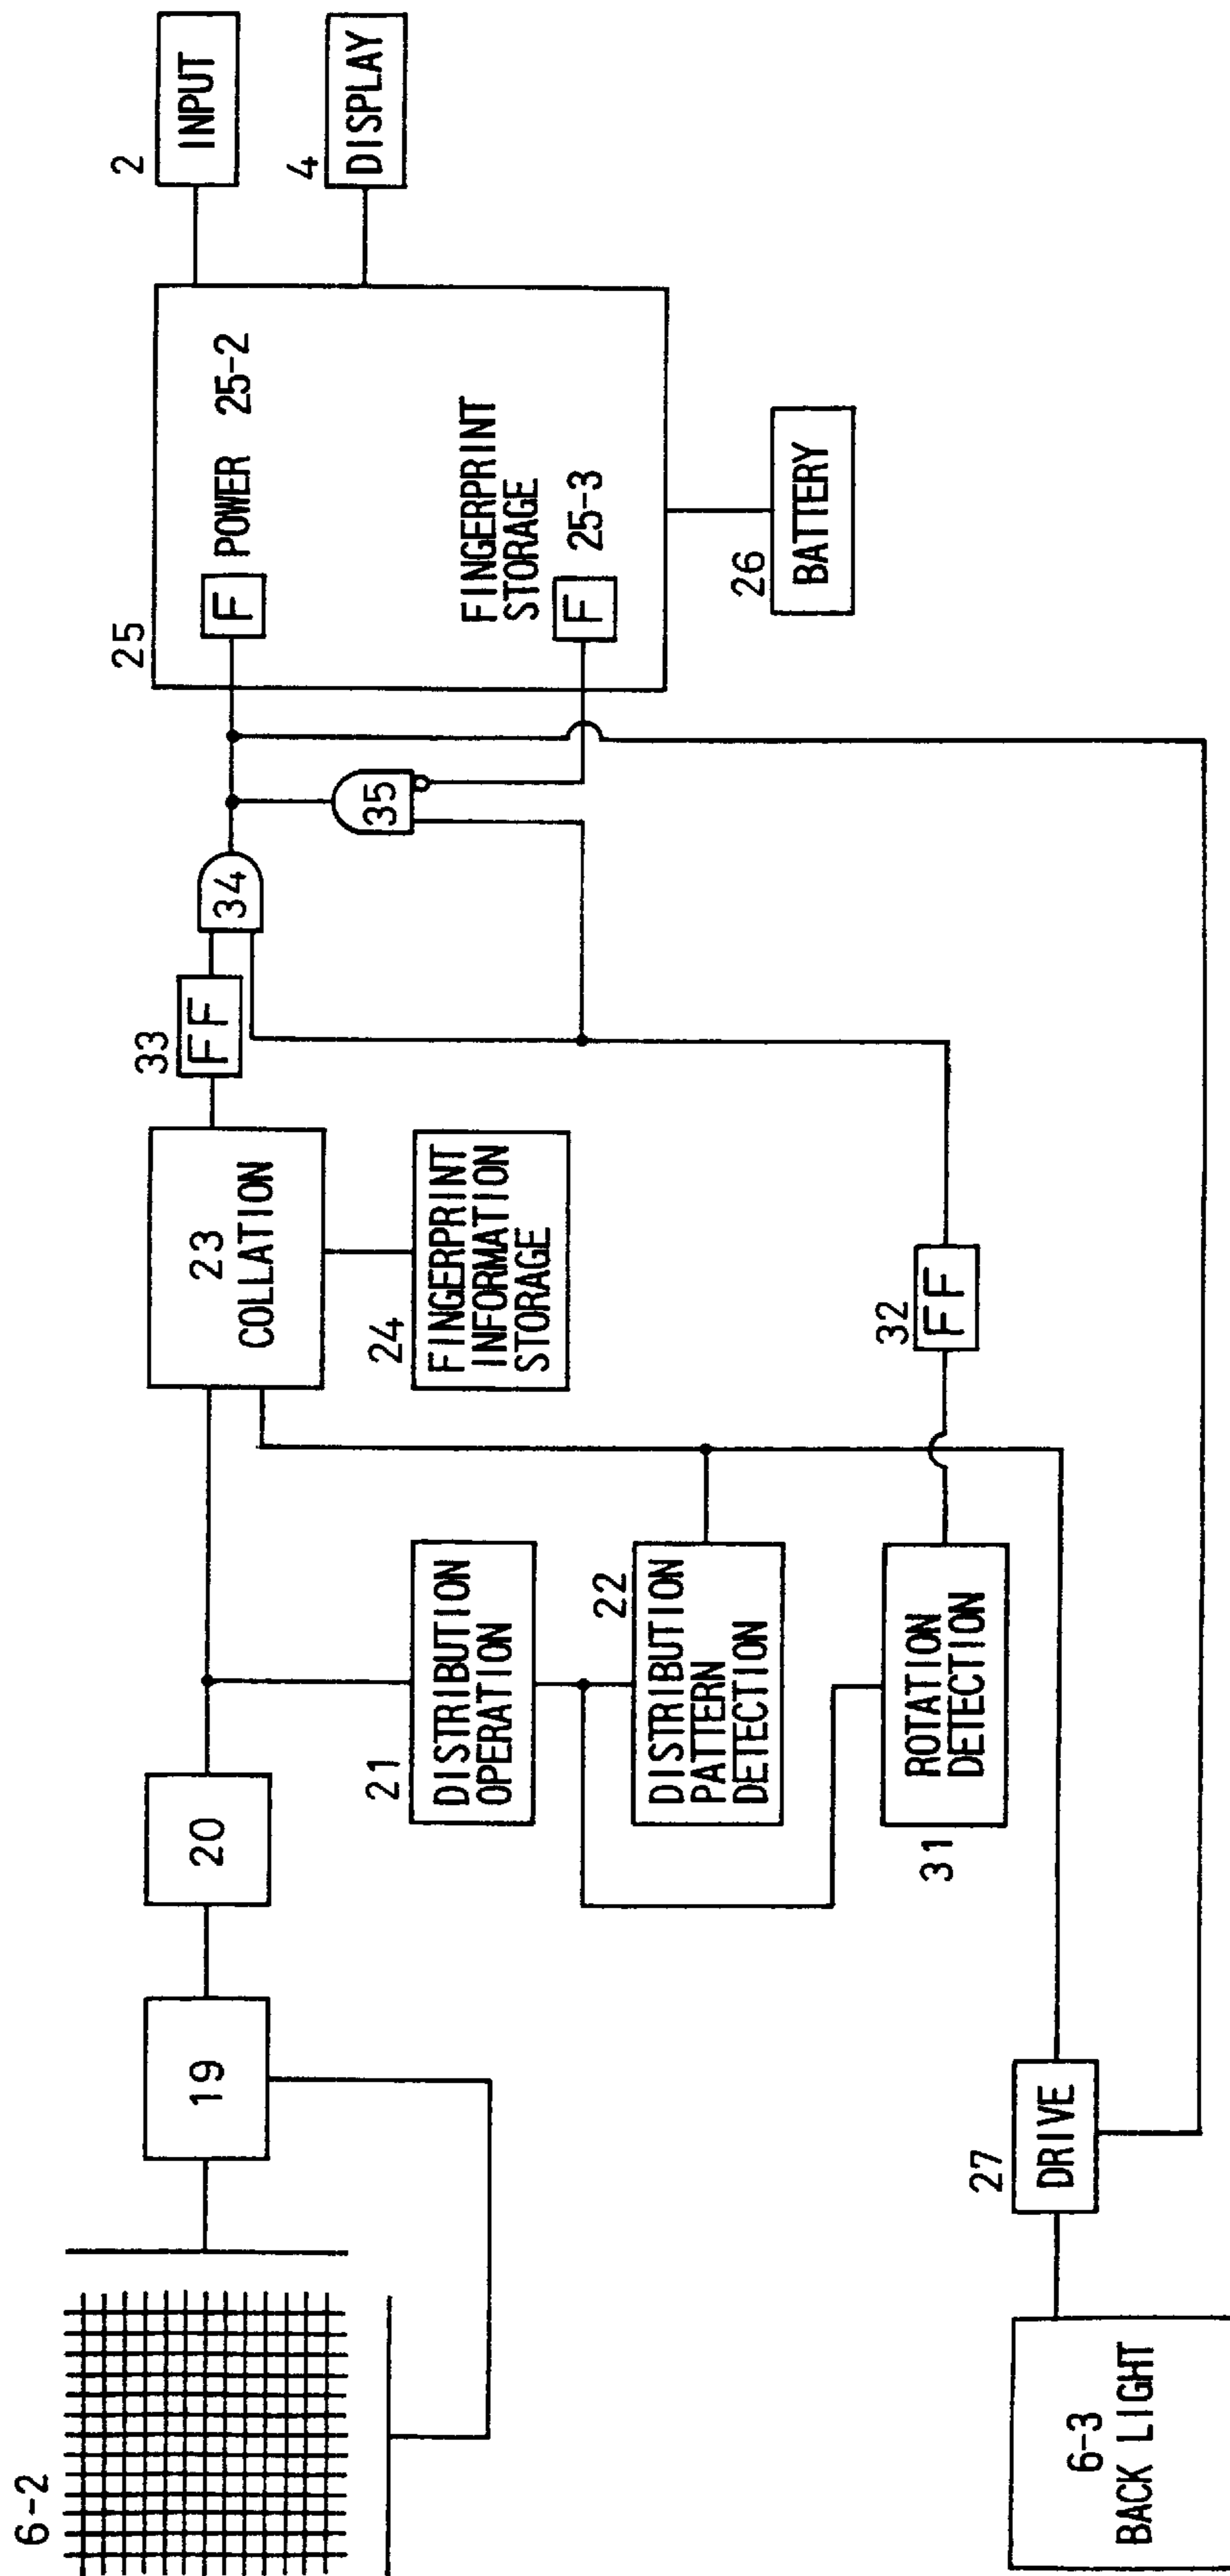 6-2
19
20
21
DISTRIBUTION
OPERATION
22
DISTRIBUTION
PATTERN
DETECTION
31
ROTATION
DETECTION
23
COLLATION
24
FINGERPRINT
INFORMATION
STORAGE
33
FF
32
FF
34
35
25
F
POWER 25-2
FINGERPRINT
STORAGE
F
25-3
26
BATTERY
2
INPUT
4
DISPLAY
27
DRIVE
6-3
BACK LIGHT